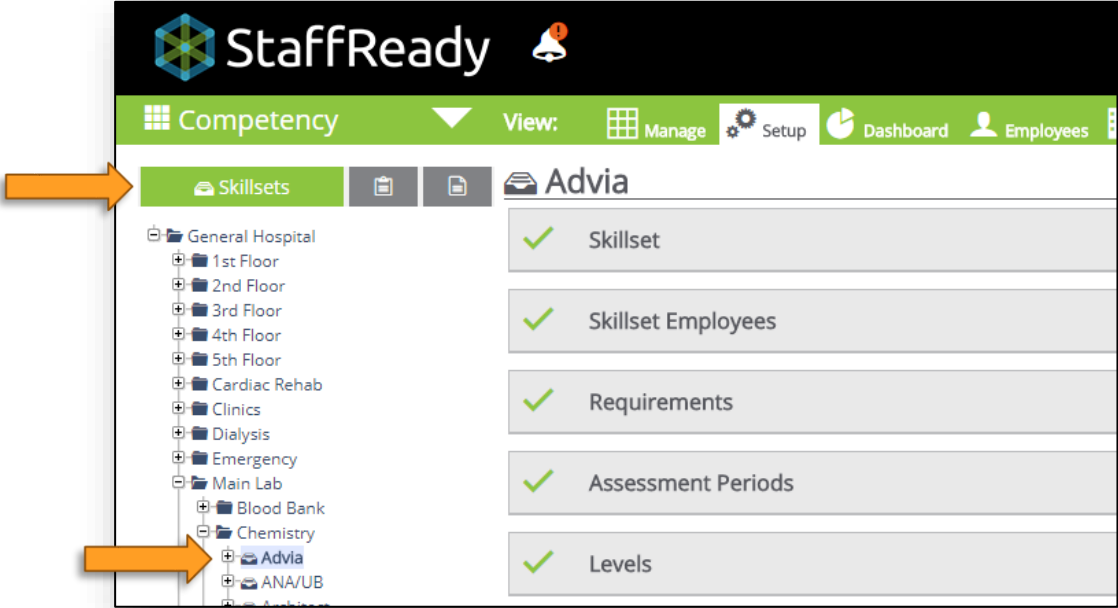 StaffReady
Competency
View:
Manage
Setup
Dashboard
Employees
Skillsets
Advia
General Hospital
1st Floor
2nd Floor
3rd Floor
4th Floor
5th Floor
Cardiac Rehab
Clinics
Dialysis
Emergency
Main Lab
Blood Bank
Chemistry
Advia
ANA/UB
Skillset
Skillset Employees
Requirements
Assessment Periods
Levels